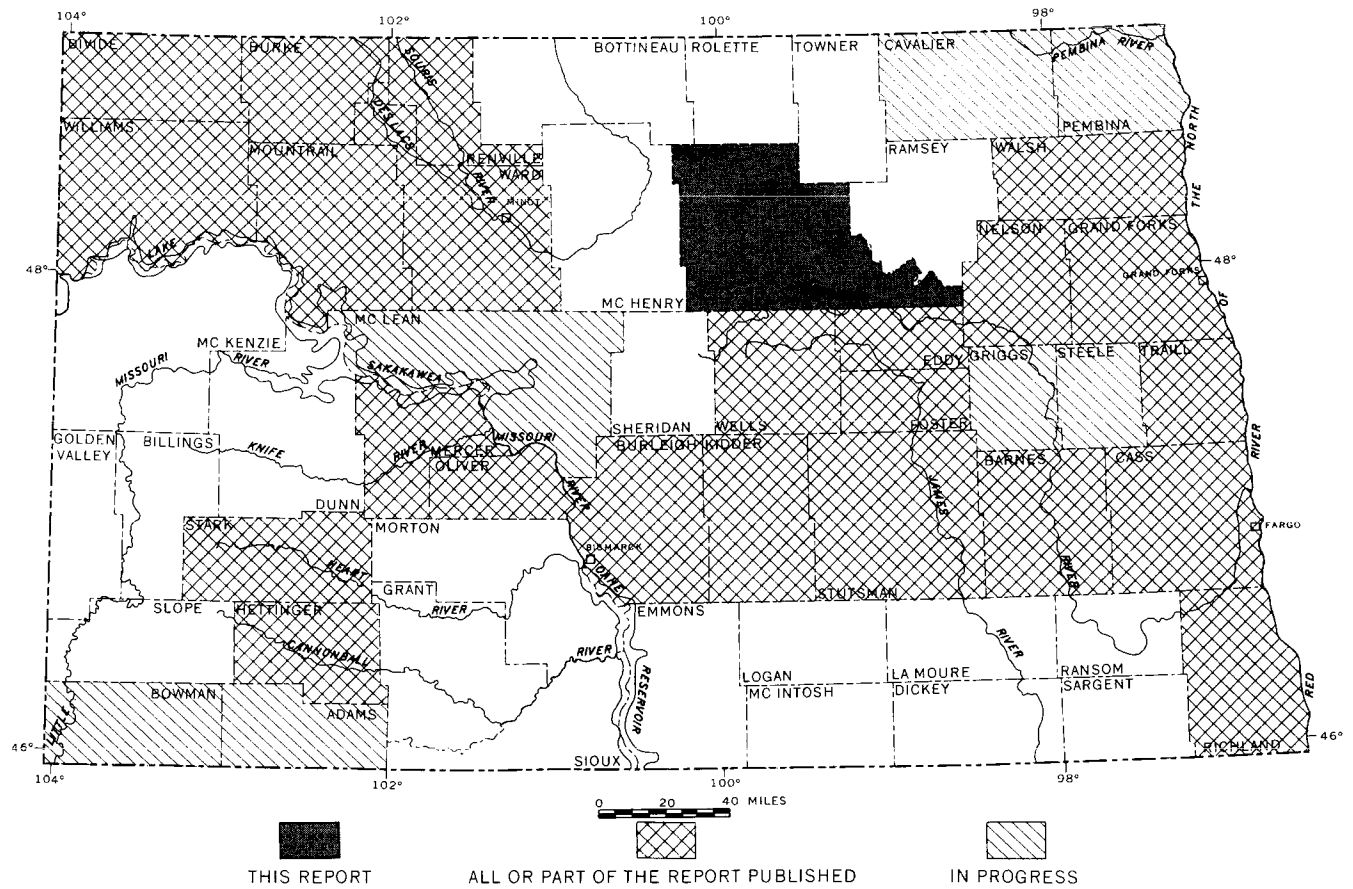 104°
102°
100°
98°
DIVIDE
BURKE
SOURIS
BOTTINEAU
ROLETTE
TOWNER
CAVALIER
PEMBINA
RIVER
DES LACS
RIVER
WILLIAMS
MOUNTRAIL
RENVILLE
WARD
MINOT
RAMSEY
PEMBINA
WALSH
NORTH
THE
OF
NELSON
GRAND FORKS
GRAND FORKS
LAKE
48°
48°
MC HENRY
MC LEAN
MC KENZIE
MISSOURI
RIVER
SAKAKAWEA
EDDY
GRIGGS
STEELE
TRAILL
GOLDEN
VALLEY
BILLINGS
KNIFE
RIVER
MERCER
OLIVER
MISSOURI
RIVER
SHERIDAN
WELLS
FOSTER
BURLEIGH
KIDDER
BARNES
CASS
RIVER
DUNN
STARK
MORTON
JAMES
FARGO
HEART
BISMARCK
OAHE
GRANT
RIVER
STUTSMAN
RIVER
SLOPE
HETTINGER
EMMONS
CANNONBALL
RIVER
RIVER
RESERVOIR
LOGAN
MC INTOSH
LA MOURE
DICKEY
RANSOM
SARGENT
RED
BOWMAN
ADAMS
LITTLE
SIOUX
RICHLAND
46°
46°
104°
102°
100°
98°
0 20 40 MILES
THIS REPORT
ALL OR PART OF THE REPORT PUBLISHED
IN PROGRESS